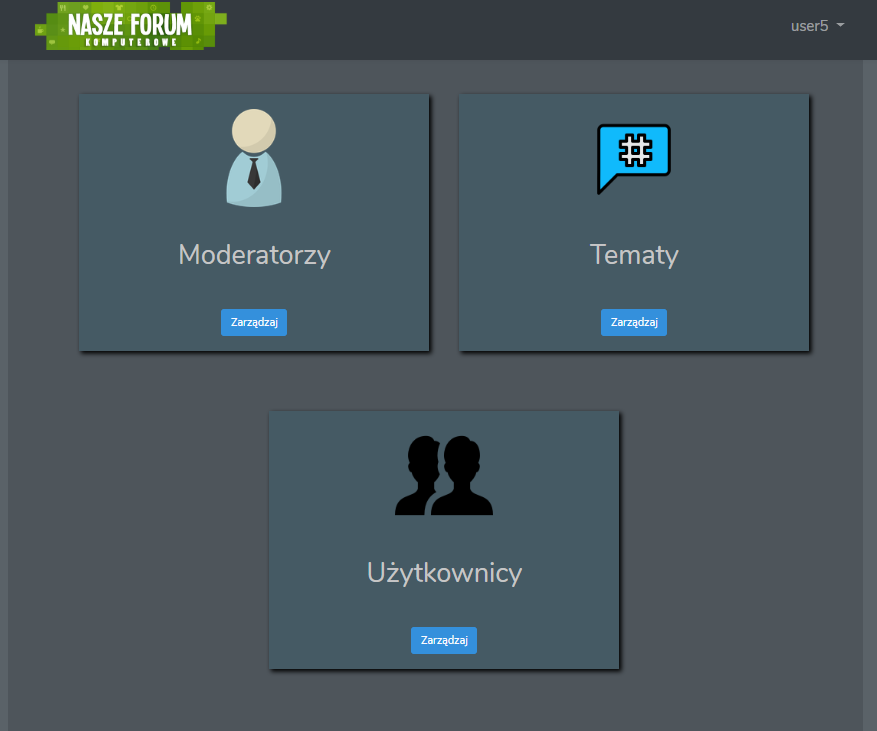 NASZE FORUM
KOMPUTEROWE
user5
Moderatorzy
Zarządzaj
Tematy
Zarządzaj
Użytkownicy
Zarządzaj